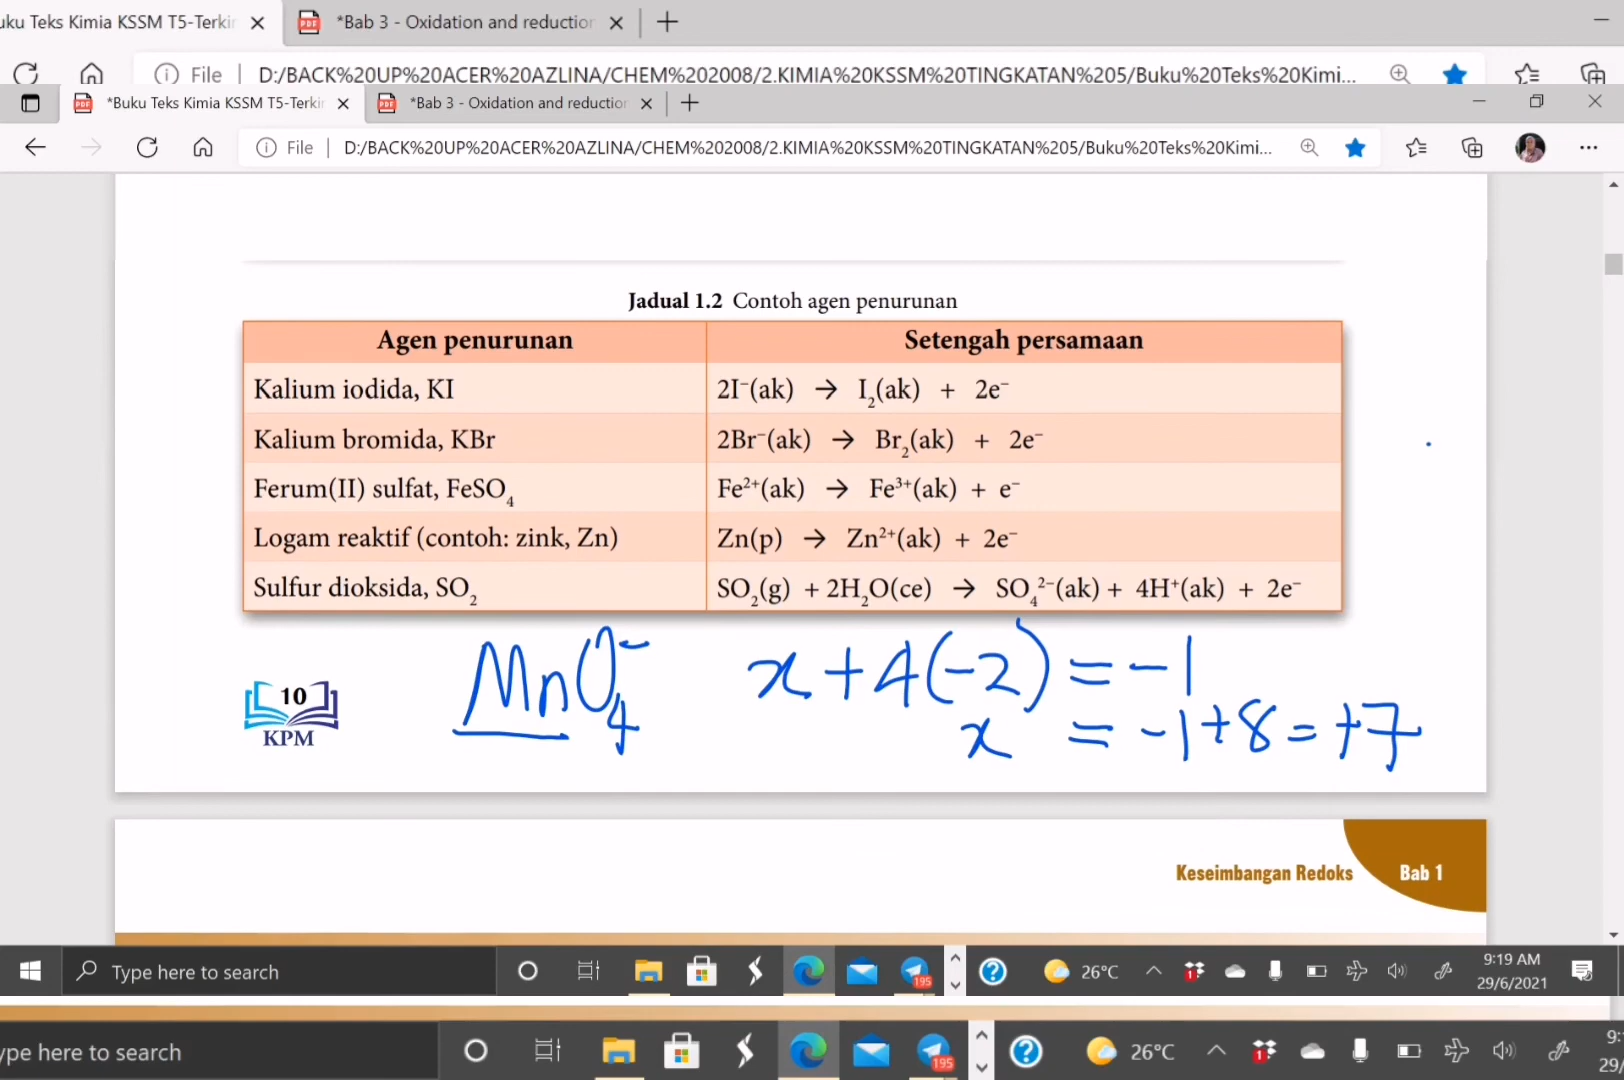 uku Teks Kimia KSSM T5-Terkir *Bab 3 - Oxidation and reduction
File D:/BACK%20UP%20ACER%20AZLINA/CHEM%202008/2.KIMIA%20KSSM%20TINGKATAN%205/Buku%20Teks%20Kimi...
*Buku Teks Kimia KSSM T5-Terkir *Bab 3 - Oxidation and reduction
File D:/BACK%20UP%20ACER%20AZLINA/CHEM%202008/2.KIMIA%20KSSM%20TINGKATAN%205/Buku%20Teks%20Kimi...
Jadual 1.2 Contoh agen penurunan
Agen penurunan Setengah persamaan
Kalium iodida, KI 2I⁻(ak) → I₂(ak) + 2e⁻
Kalium bromida, KBr 2Br⁻(ak) → Br₂(ak) + 2e⁻
Ferum(II) sulfat, FeSO₄ Fe²⁺(ak) → Fe³⁺(ak) + e⁻
Logam reaktif (contoh: zink, Zn) Zn(p) → Zn²⁺(ak) + 2e⁻
Sulfur dioksida, SO₂ SO₂(g) + 2H₂O(ce) → SO₄²⁻(ak) + 4H⁺(ak) + 2e⁻
MnO₄⁻ x + 4(-2) = -1
x = -1+8 = +7
10
KPM
Keseimbangan Redoks Bab 1
Type here to search 195 26°C 1 9:19 AM
29/6/2021
ype here to search 195 26°C 1 9:
29/